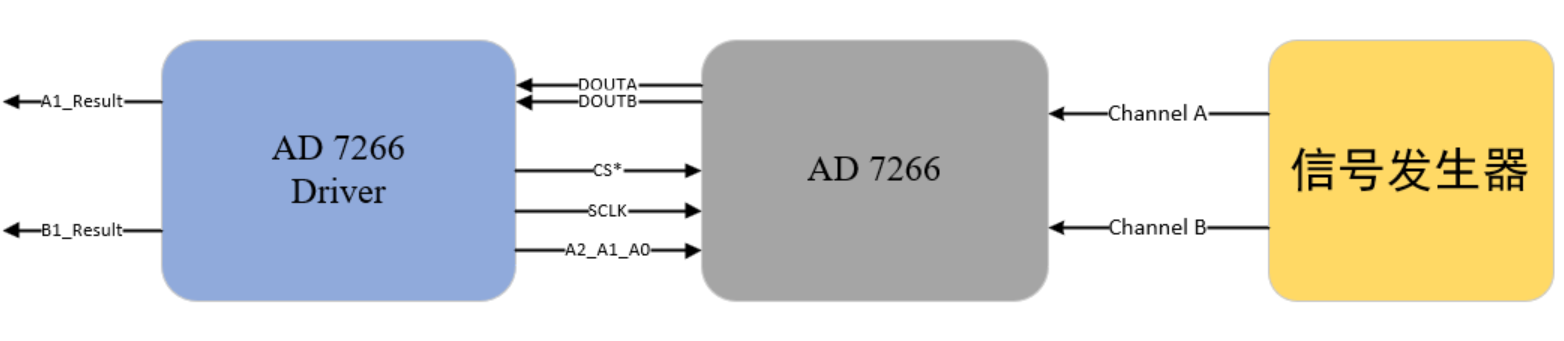 A1_Result
B1_Result
AD 7266
Driver
DOUTA
DOUTB
CS*
SCLK
A2_A1_A0
AD 7266
Channel A
Channel B
信号发生器